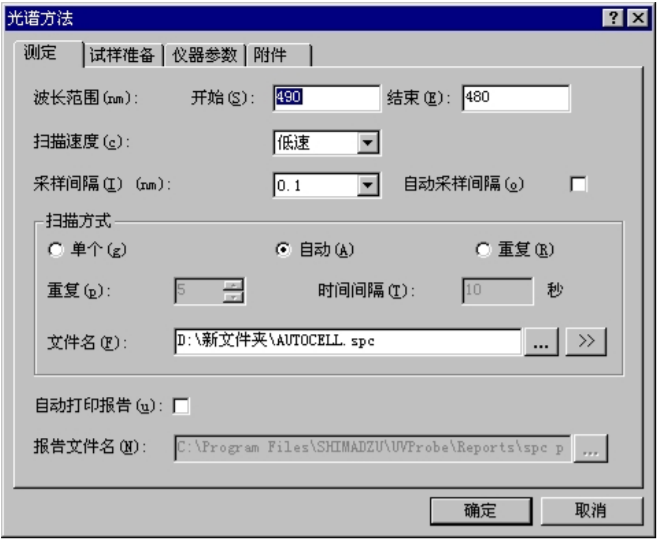 光谱方法
测定 试样准备 仪器参数 附件
波长范围(nm): 开始(S): 490 结束(E): 480
扫描速度(c): 低速
采样间隔(I) (nm): 0.1 自动采样间隔(o)
扫描方式
单个(g) 自动(A) 重复(R)
重复(p): 5 时间间隔(T): 10 秒
文件名(F): D:\新文件夹\AUTOCELL.spc ... >>
自动打印报告(u):
报告文件名(N): C:\Program Files\SHIMADZU\UVProbe\Reports\spc p ...
确定 取消